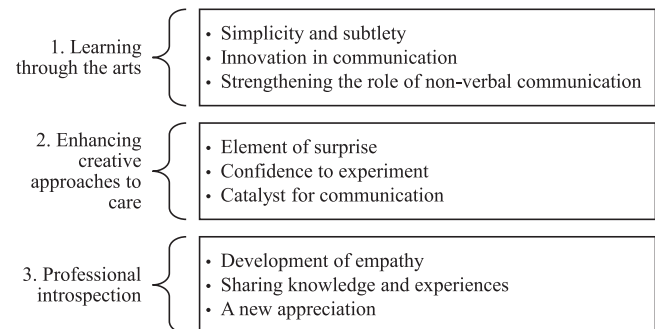 1. Learning
through the arts
• Simplicity and subtlety
• Innovation in communication
• Strengthening the role of non-verbal communication
2. Enhancing
creative
approaches to
care
• Element of surprise
• Confidence to experiment
• Catalyst for communication
3. Professional
introspection
• Development of empathy
• Sharing knowledge and experiences
• A new appreciation